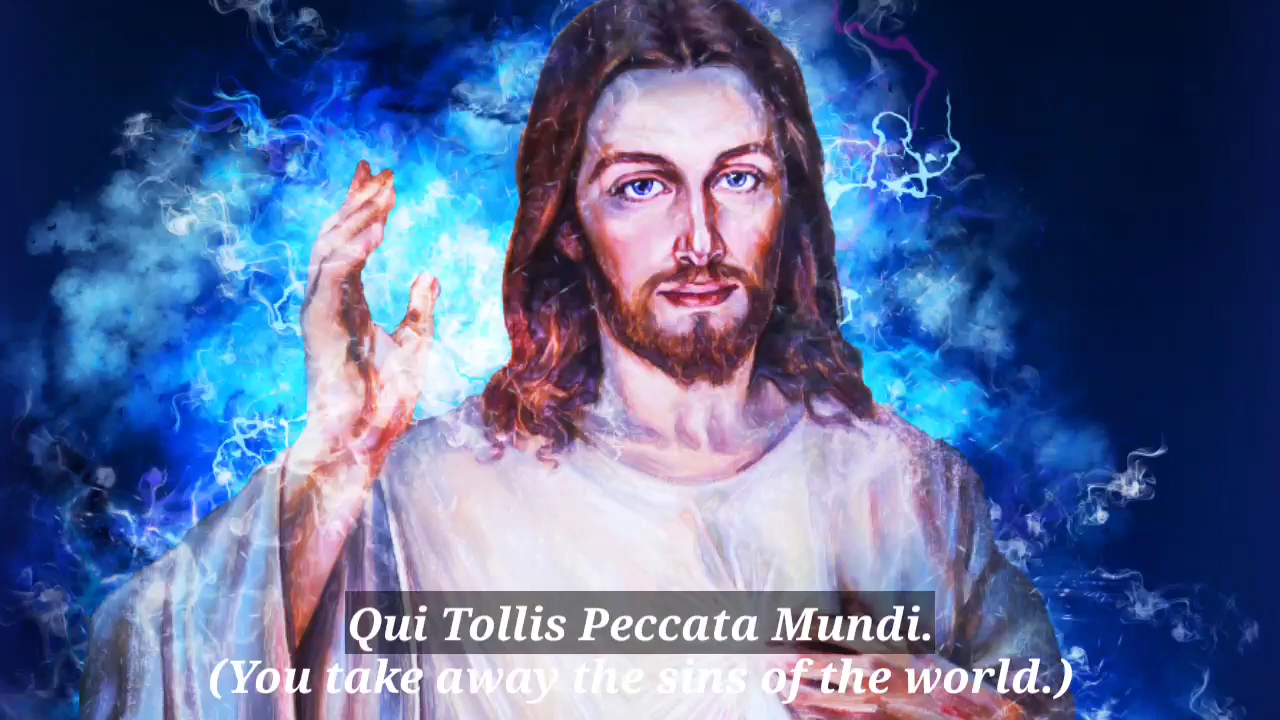 Qui Tollis Peccata Mundi.
(You take away the sins of the world.)